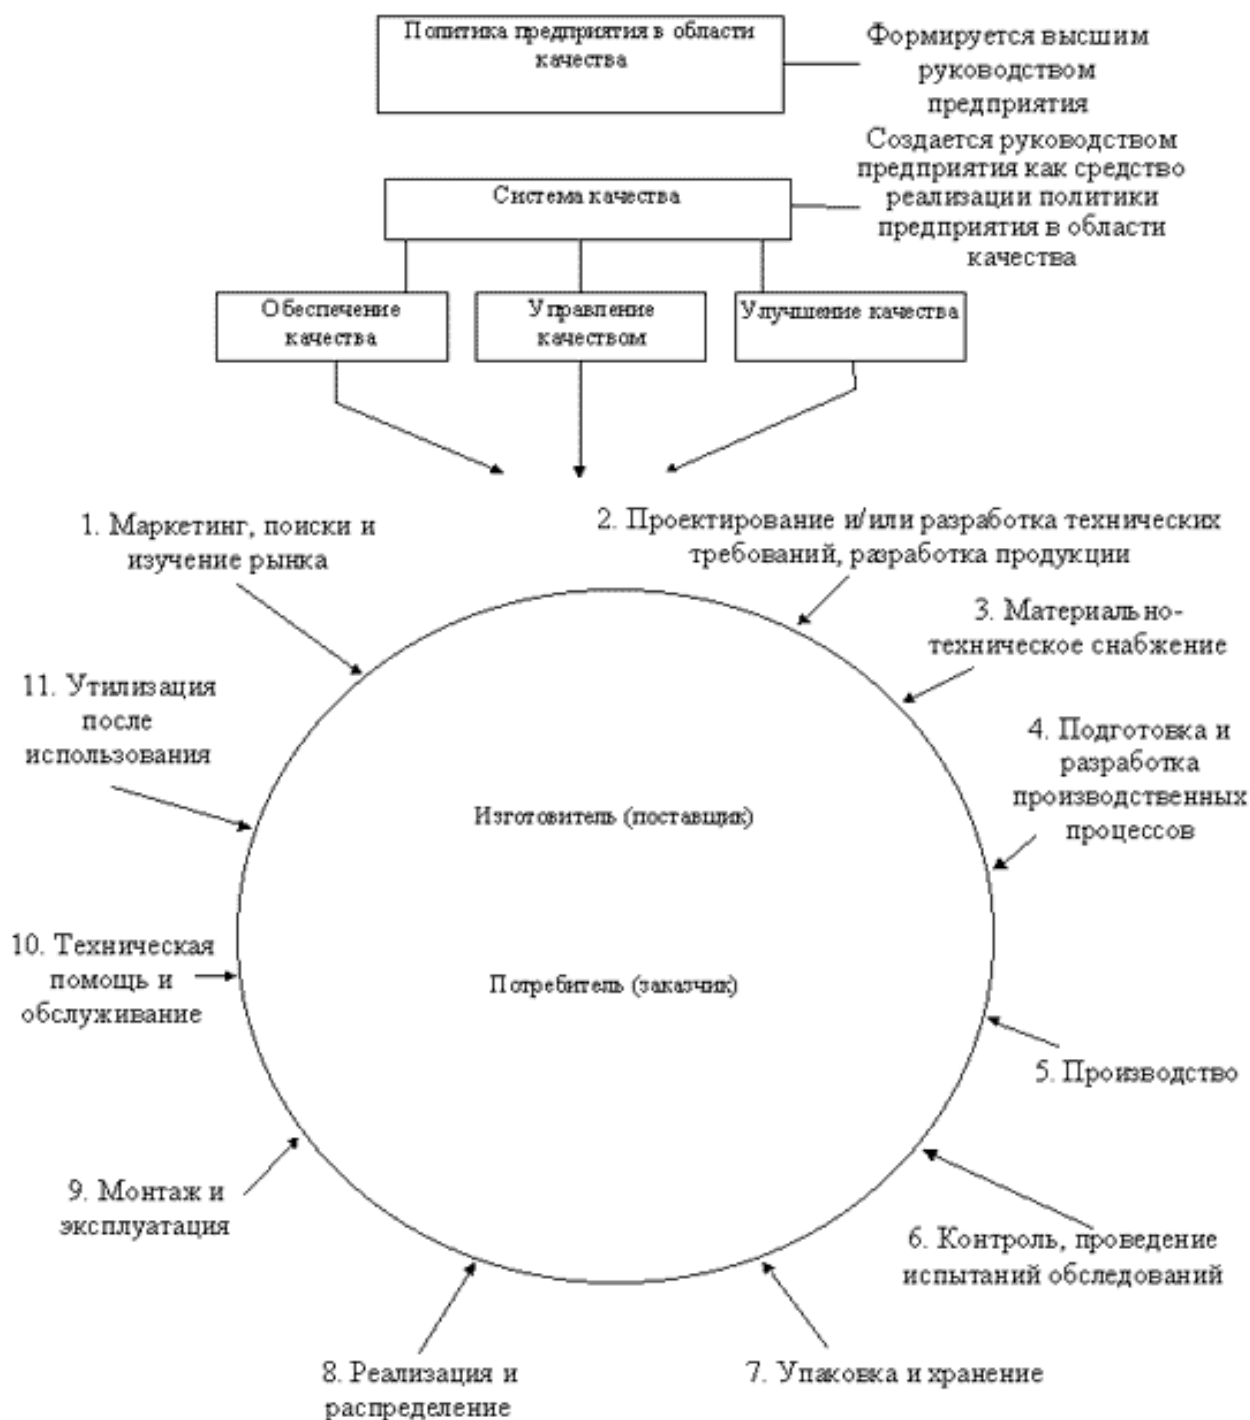 Политика предприятия в области
качества
Формируется высшим
руководством
предприятия
Создается руководством
предприятия как средство
реализации политики
предприятия в области
качества
Система качества
Обеспечение
качества
Управление
качеством
Улучшение качества
1. Маркетинг, поиски и
изучение рынка
2. Проектирование и/или разработка технических
требований, разработка продукции
3. Материально-
техническое снабжение
4. Подготовка и
разработка
производственных
процессов
5. Производство
6. Контроль, проведение
испытаний обследований
7. Упаковка и хранение
8. Реализация и
распределение
9. Монтаж и
эксплуатация
10. Техническая
помощь и
обслуживание
11. Утилизация
после
использования
Изготовитель (поставщик)
Потребитель (заказчик)